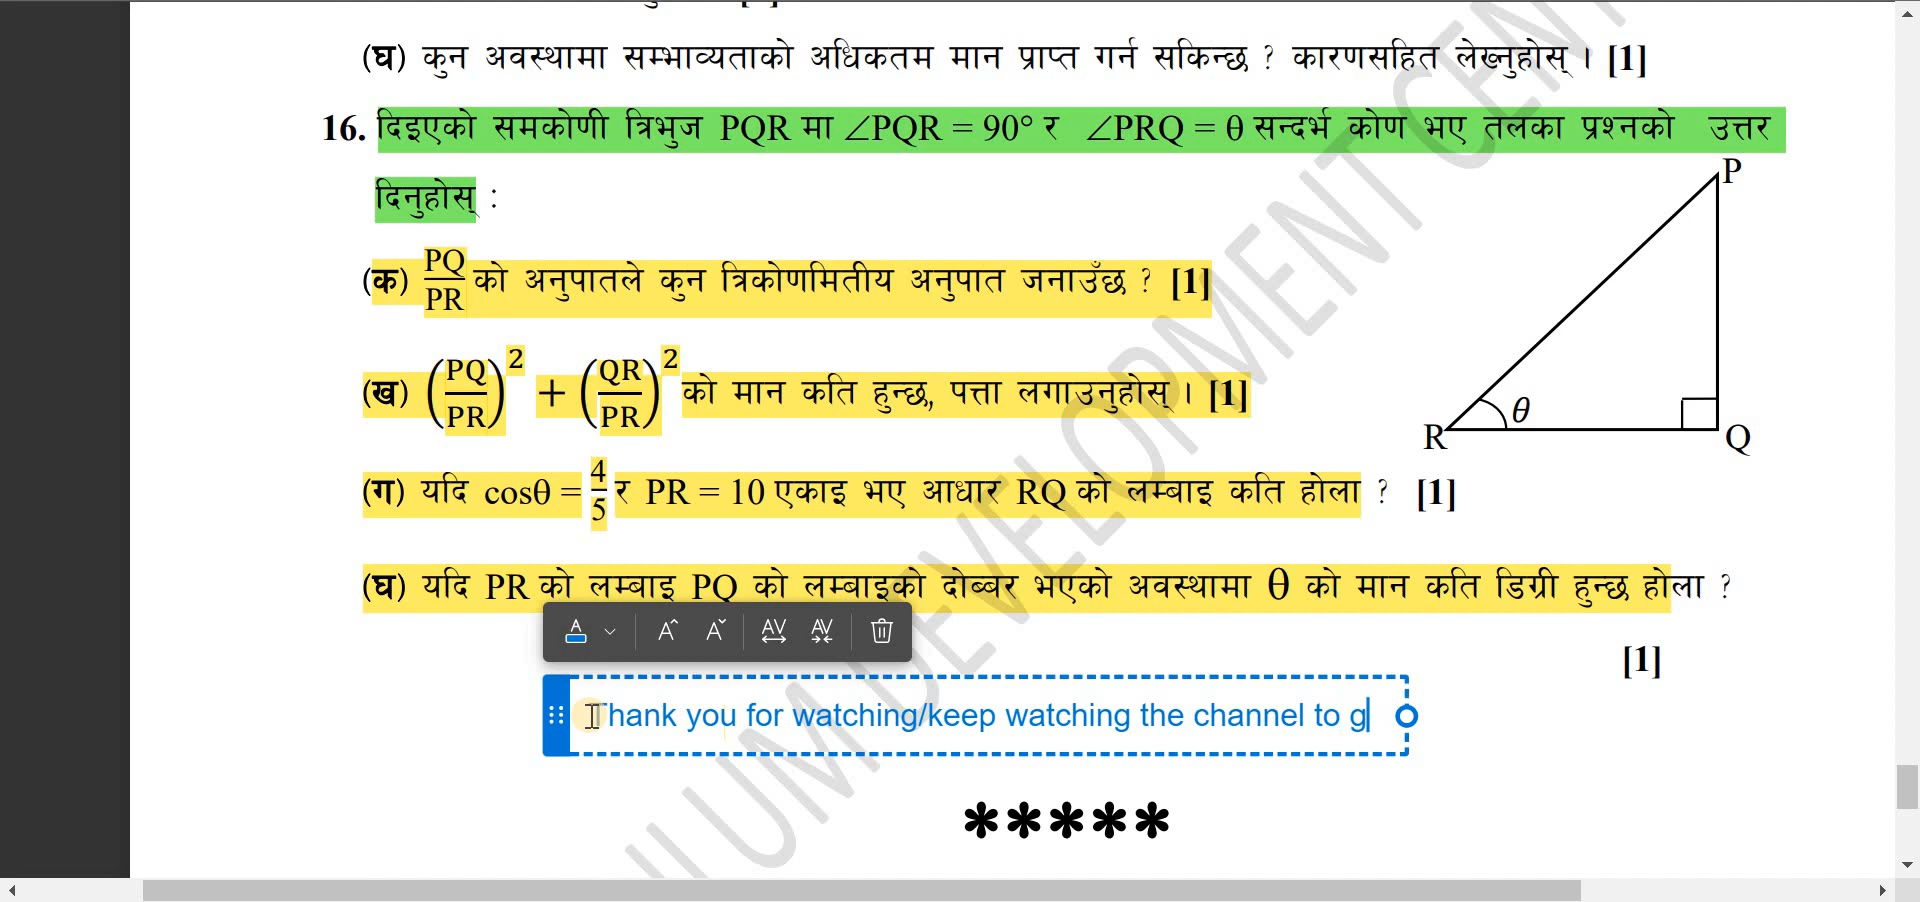 (घ) कुन अवस्थामा सम्भाव्यताको अधिकतम मान प्राप्त गर्न सकिन्छ ? कारणसहित लेख्नुहोस् । [1]
16. दिइएको समकोणी त्रिभुज PQR मा ∠PQR = 90° र ∠PRQ = θ सन्दर्भ कोण भए तलका प्रश्नको उत्तर
दिनुहोस् :
P
(क) PQ/PR को अनुपातले कुन त्रिकोणमितीय अनुपात जनाउँछ ? [1]
(ख) (PQ/PR)² + (QR/PR)² को मान कति हुन्छ, पत्ता लगाउनुहोस् । [1]
θ
R
Q
(ग) यदि cosθ = 4/5 र PR = 10 एकाइ भए आधार RQ को लम्बाइ कति होला ? [1]
(घ) यदि PR को लम्बाइ PQ को लम्बाइको दोब्बर भएको अवस्थामा θ को मान कति डिग्री हुन्छ होला ?
[1]
Thank you for watching/keep watching the channel to g
*****
UM DEVELOPMENT CENT